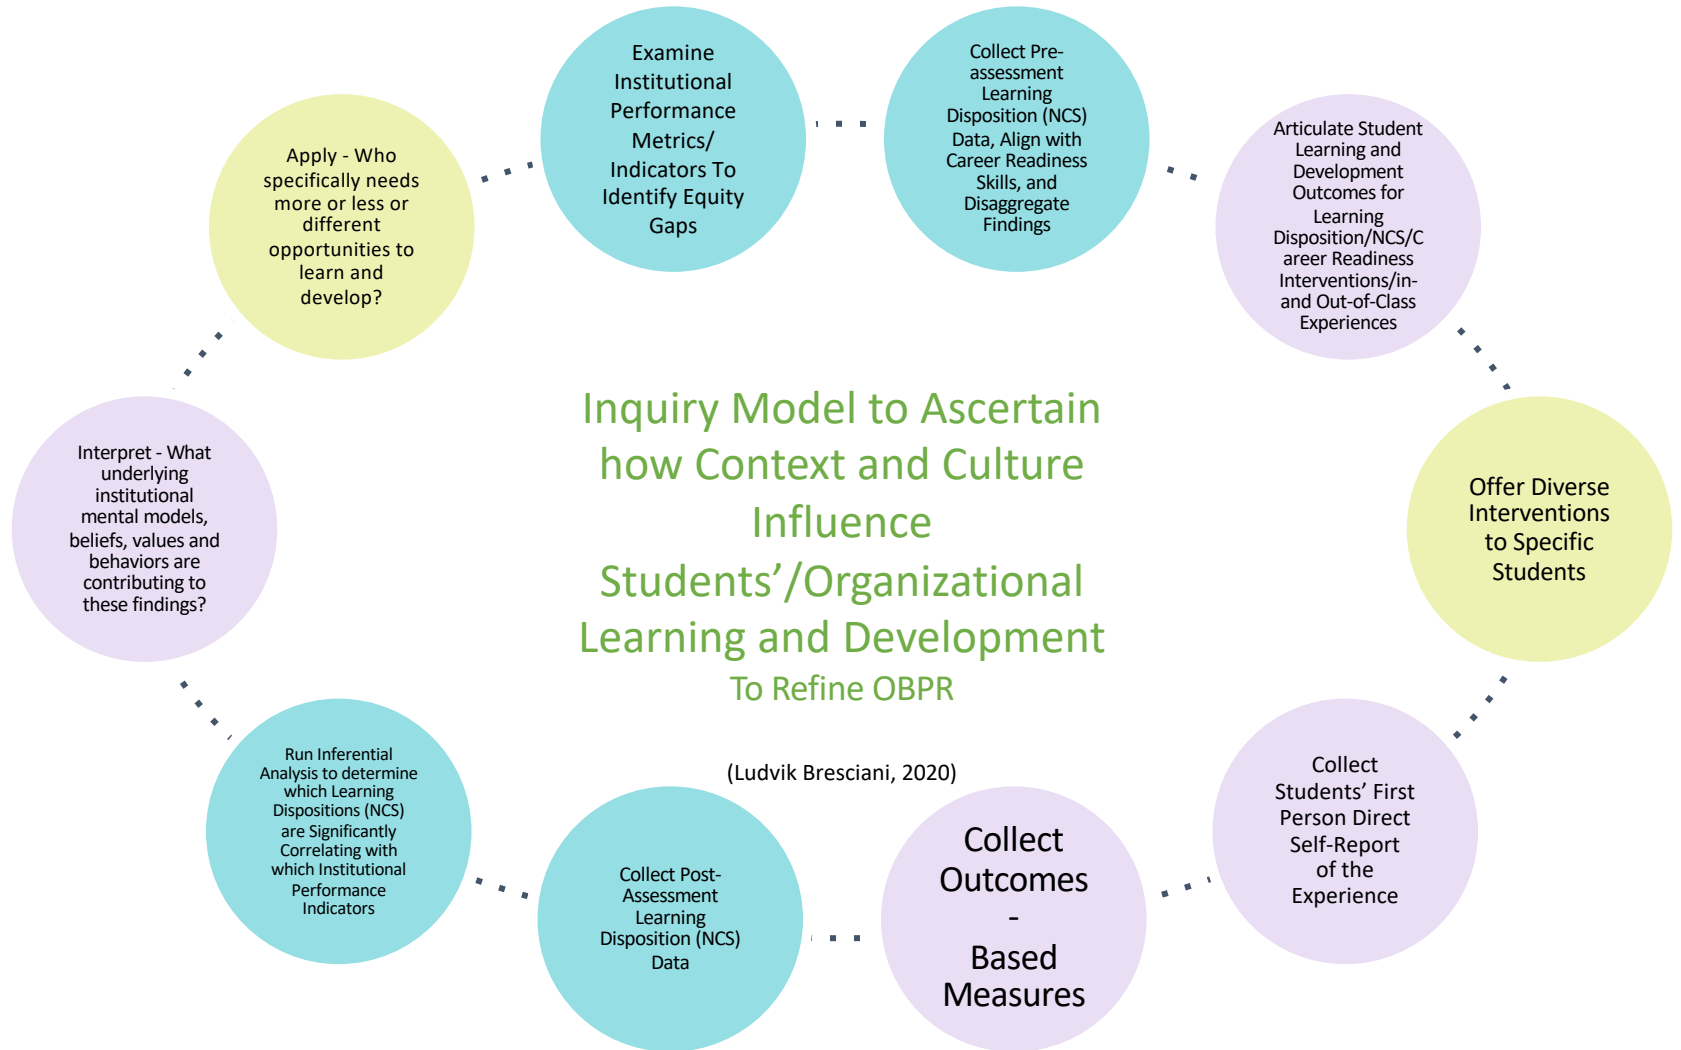 Examine
Institutional
Performance
Metrics/
Indicators To
Identify Equity
Gaps
Collect Pre-
assessment
Learning
Disposition (NCS)
Data, Align with
Career Readiness
Skills, and
Disaggregate
Findings
Articulate Student
Learning and
Development
Outcomes for
Learning
Disposition/NCS/C
areer Readiness
Interventions/in-
and Out-of-Class
Experiences
Offer Diverse
Interventions
to Specific
Students
Collect
Students’ First
Person Direct
Self-Report
of the
Experience
Collect
Outcomes
-
Based
Measures
Collect Post-
Assessment
Learning
Disposition (NCS)
Data
Run Inferential
Analysis to determine
which Learning
Dispositions (NCS)
are Significantly
Correlating with
which Institutional
Performance
Indicators
Interpret - What
underlying
institutional
mental models,
beliefs, values and
behaviors are
contributing to
these findings?
Apply - Who
specifically needs
more or less or
different
opportunities to
learn and
develop?
Inquiry Model to Ascertain
how Context and Culture
Influence
Students’/Organizational
Learning and Development
To Refine OBPR
(Ludvik Bresciani, 2020)